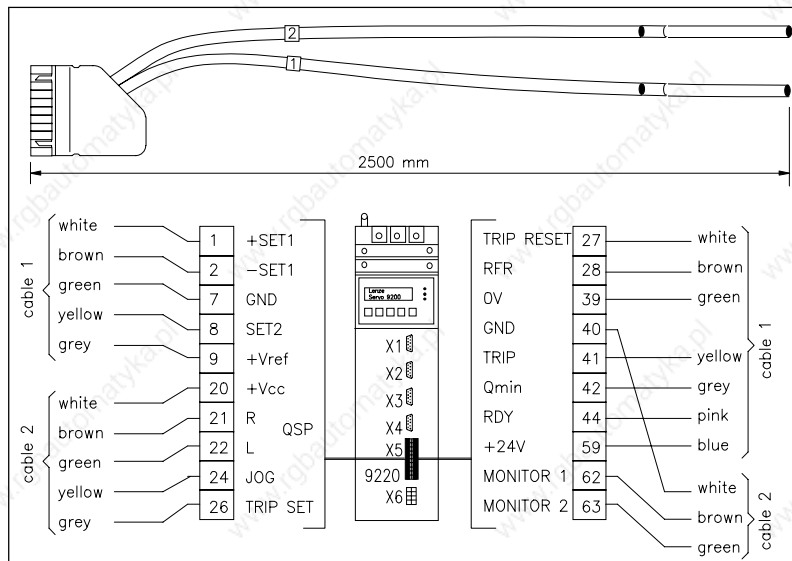 2
1
2500 mm
cable 1
white 1 +SET1
brown 2 -SET1
green 7 GND
yellow 8 SET2
grey 9 +Vref
cable 2
white 20 +Vcc
brown 21 R
QSP
green 22 L
yellow 24 JOG
grey 26 TRIP SET
Lenze
Servo 9200
X1
X2
X3
X4
X5
9220
X6
TRIP RESET 27 white
RFR 28 brown
0V 39 green
GND 40
TRIP 41 yellow
Qmin 42 grey
RDY 44 pink
+24V 59 blue
cable 1
MONITOR 1 62
MONITOR 2 63
white
brown
green
cable 2
www.rgbautomatyka.pl